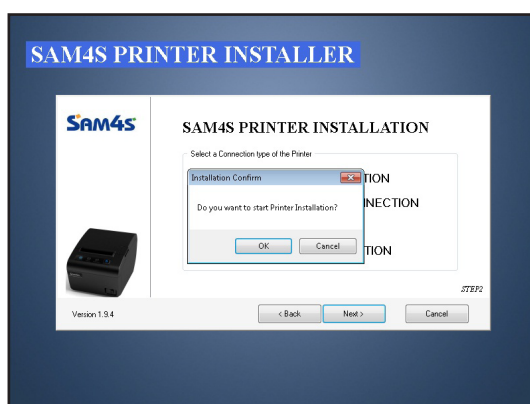 SAM4S PRINTER INSTALLER
SAM4S
SAM4S PRINTER INSTALLATION
Select a Connection type of the Printer
Installation Confirm
TION
Do you want to start Printer Installation?
NECTION
OK Cancel
TION
STEP2
Version 1.9.4
< Back Next > Cancel